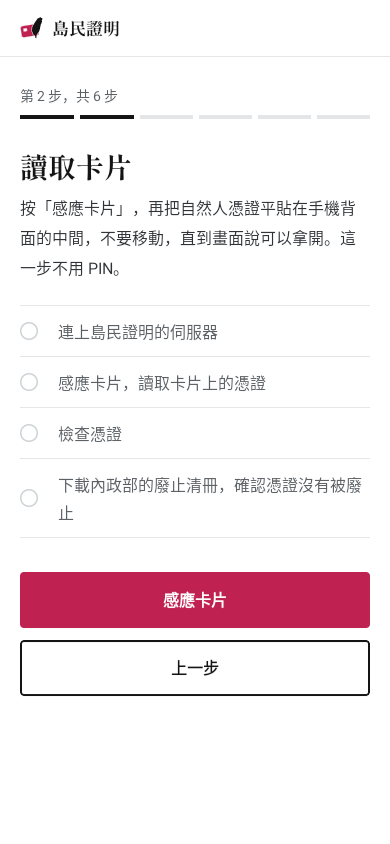 島民證明
第 2 步，共 6 步
讀取卡片
按「感應卡片」，再把自然人憑證平貼在手機背
面的中間，不要移動，直到畫面說可以拿開。這
一步不用 PIN。
連上島民證明的伺服器
感應卡片，讀取卡片上的憑證
檢查憑證
下載內政部的廢止清冊，確認憑證沒有被廢
止
感應卡片
上一步